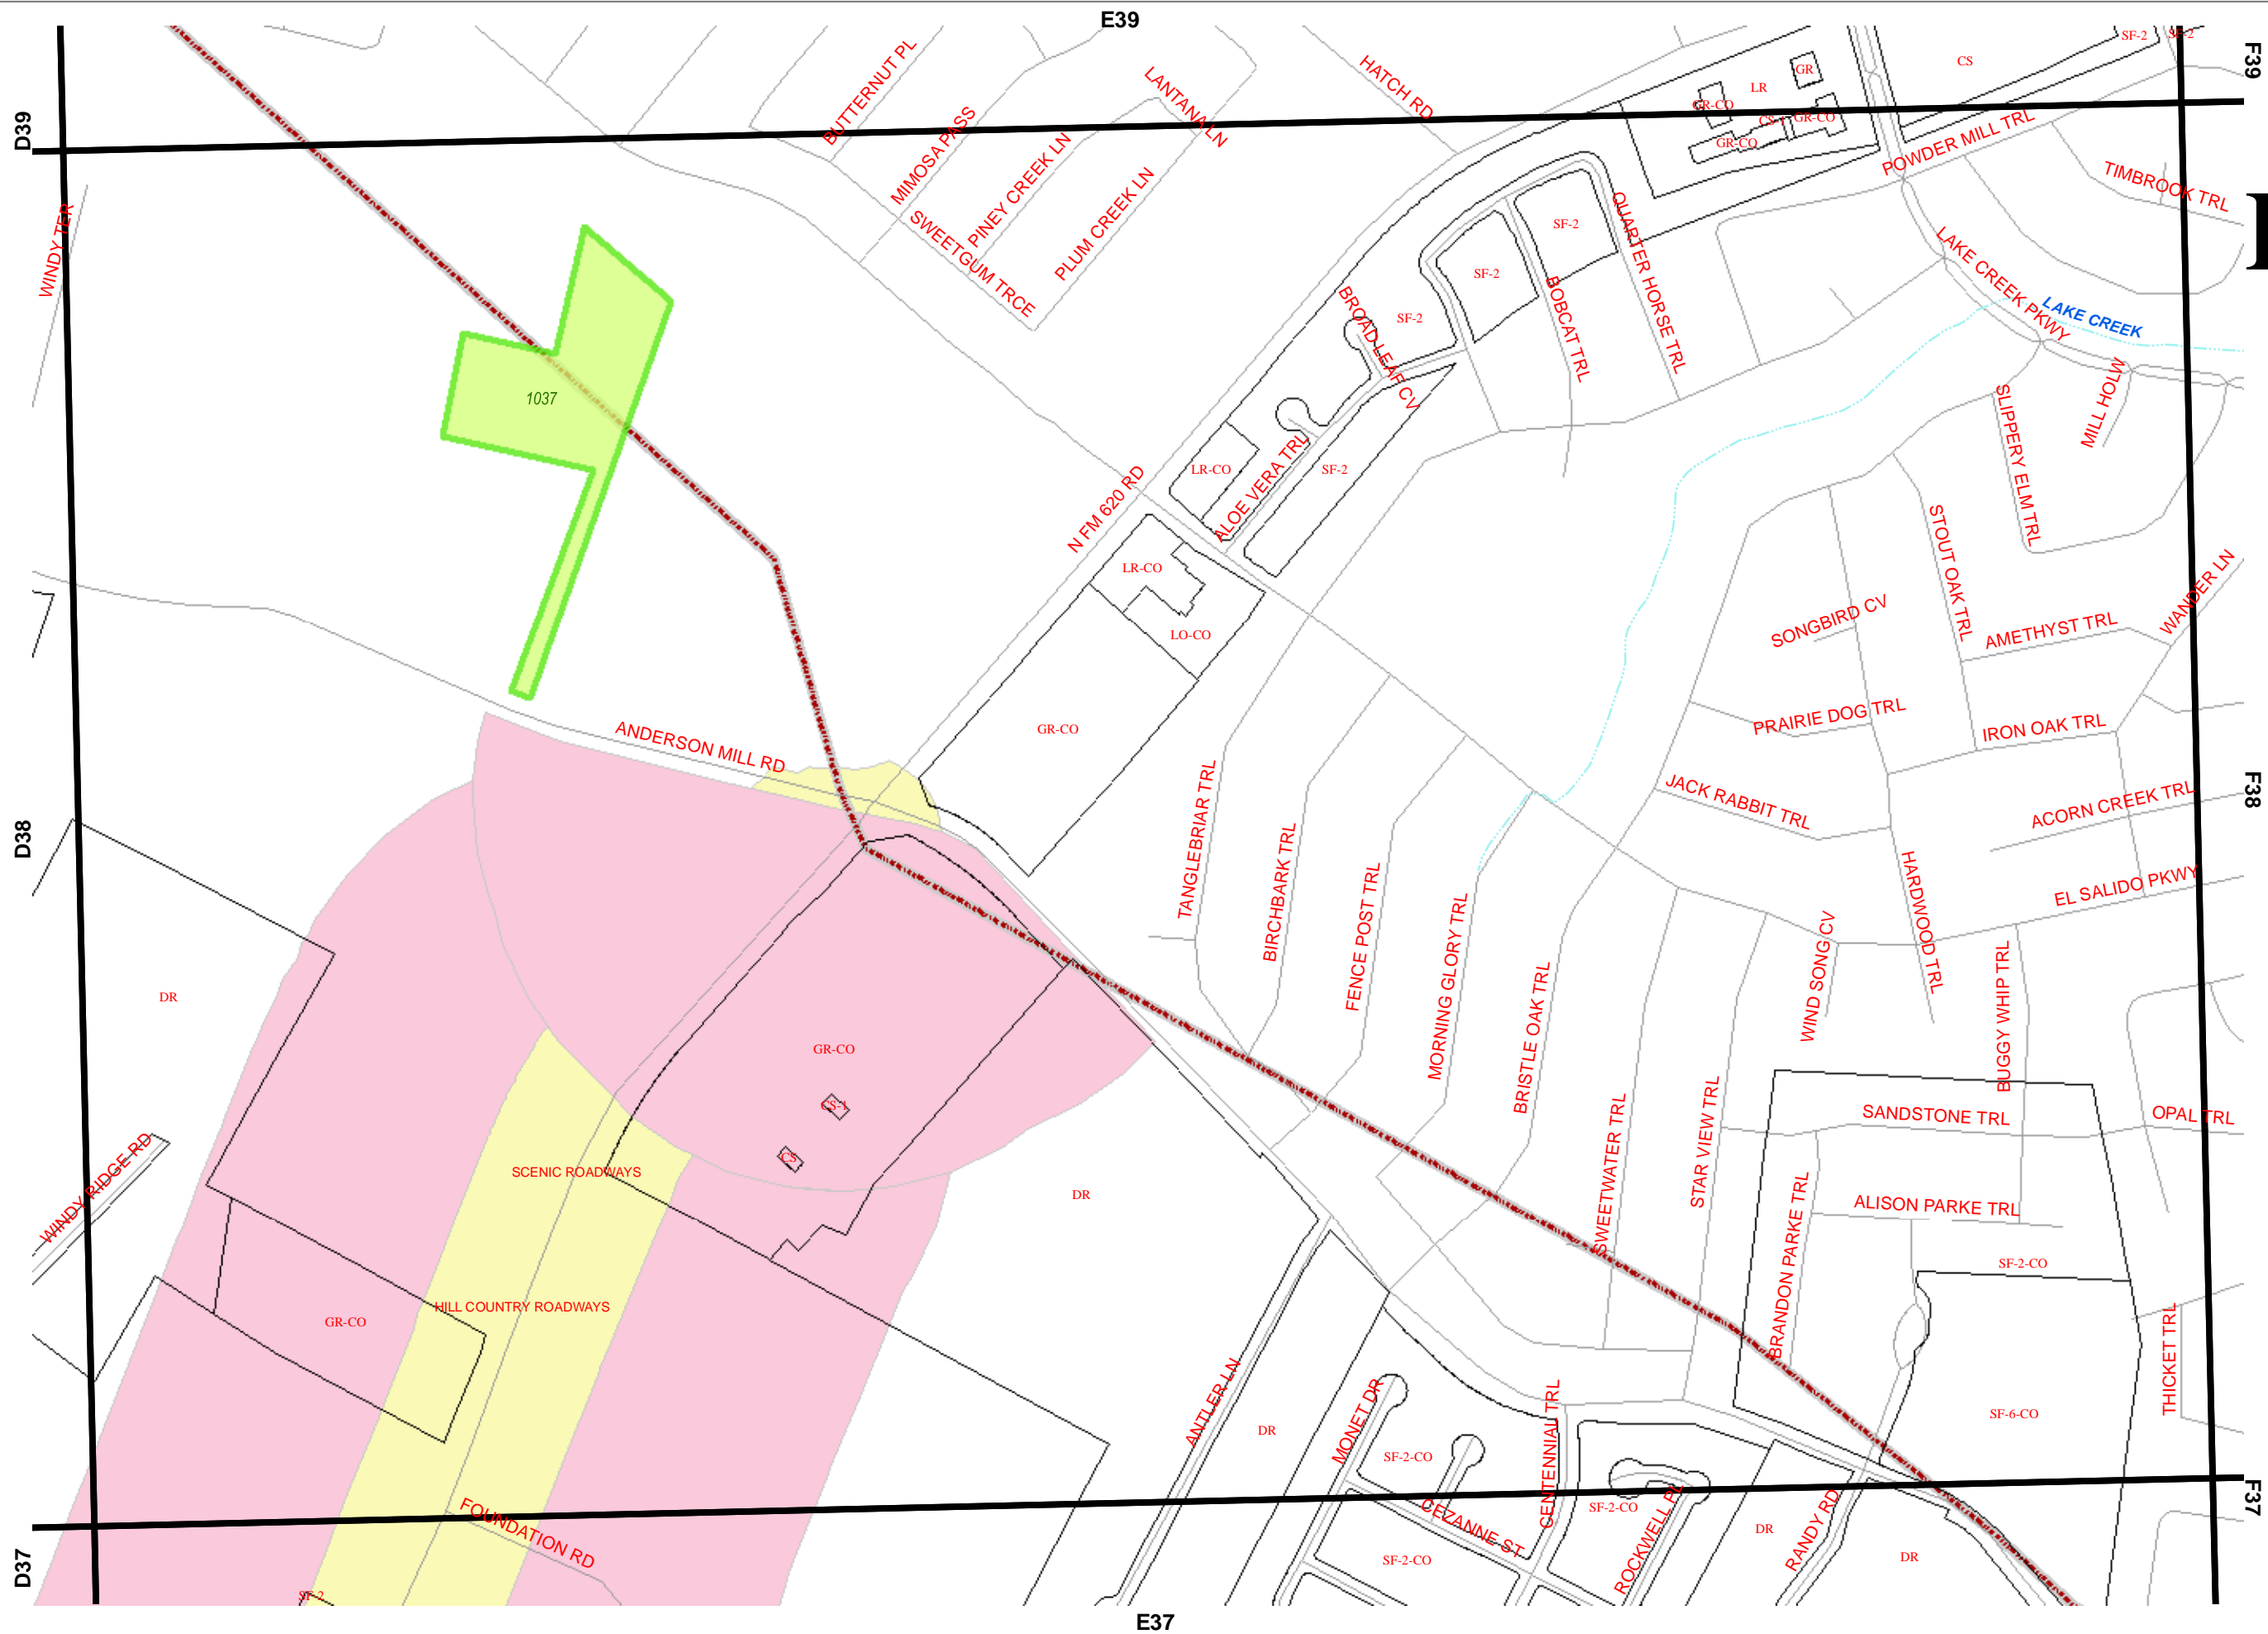 E39
D39
F39
BUTTERNUT PL
MIMOSA PASS
PINEY CREEK LN
LANTANA LN
PLUM CREEK LN
SWEETGUM TRCE
HATCH RD
GR-CO
LR
GR
CS-1
GR-CO
GR-CO
CS
SF-2
SF-2
POWDER MILL TRL
TIMBROOK TRL
WINDY TER
QUARTER HORSE TRL
SF-2
SF-2
SF-2
BOBCAT TRL
BROAD LEAF CV
LAKE CREEK PKWY
LAKE CREEK
1037
SLIPPERY ELM TRL
MILL HOLW
LR-CO
ALOE VERA TRL
SF-2
N FM 620 RD
STOUT OAK TRL
LR-CO
LO-CO
SONGBIRD CV
AMETHYST TRL
WANDER LN
GR-CO
ANDERSON MILL RD
PRAIRIE DOG TRL
IRON OAK TRL
JACK RABBIT TRL
ACORN CREEK TRL
D38
F38
TANGLEBRIAR TRL
BIRCHBARK TRL
FENCE POST TRL
MORNING GLORY TRL
BRISTLE OAK TRL
HARDWOOD TRL
EL SALIDO PKWY
WIND SONG CV
BUGGY WHIP TRL
DR
GR-CO
CS-1
CS
SWEETWATER TRL
STAR VIEW TRL
SANDSTONE TRL
OPAL TRL
WINDY RIDGE RD
SCENIC ROADWAYS
DR
BRANDON PARKE TRL
ALISON PARKE TRL
SF-2-CO
HILL COUNTRY ROADWAYS
GR-CO
THICKET TRL
ANTLER LN
DR
MONET DR
SF-2-CO
CENTENNIAL TRL
SF-6-CO
FOUNDATION RD
CEZANNE ST
SF-2-CO
SF-2-CO
ROCKWELL PL
DR
RANDY RD
DR
D37
F37
SF-2
E37